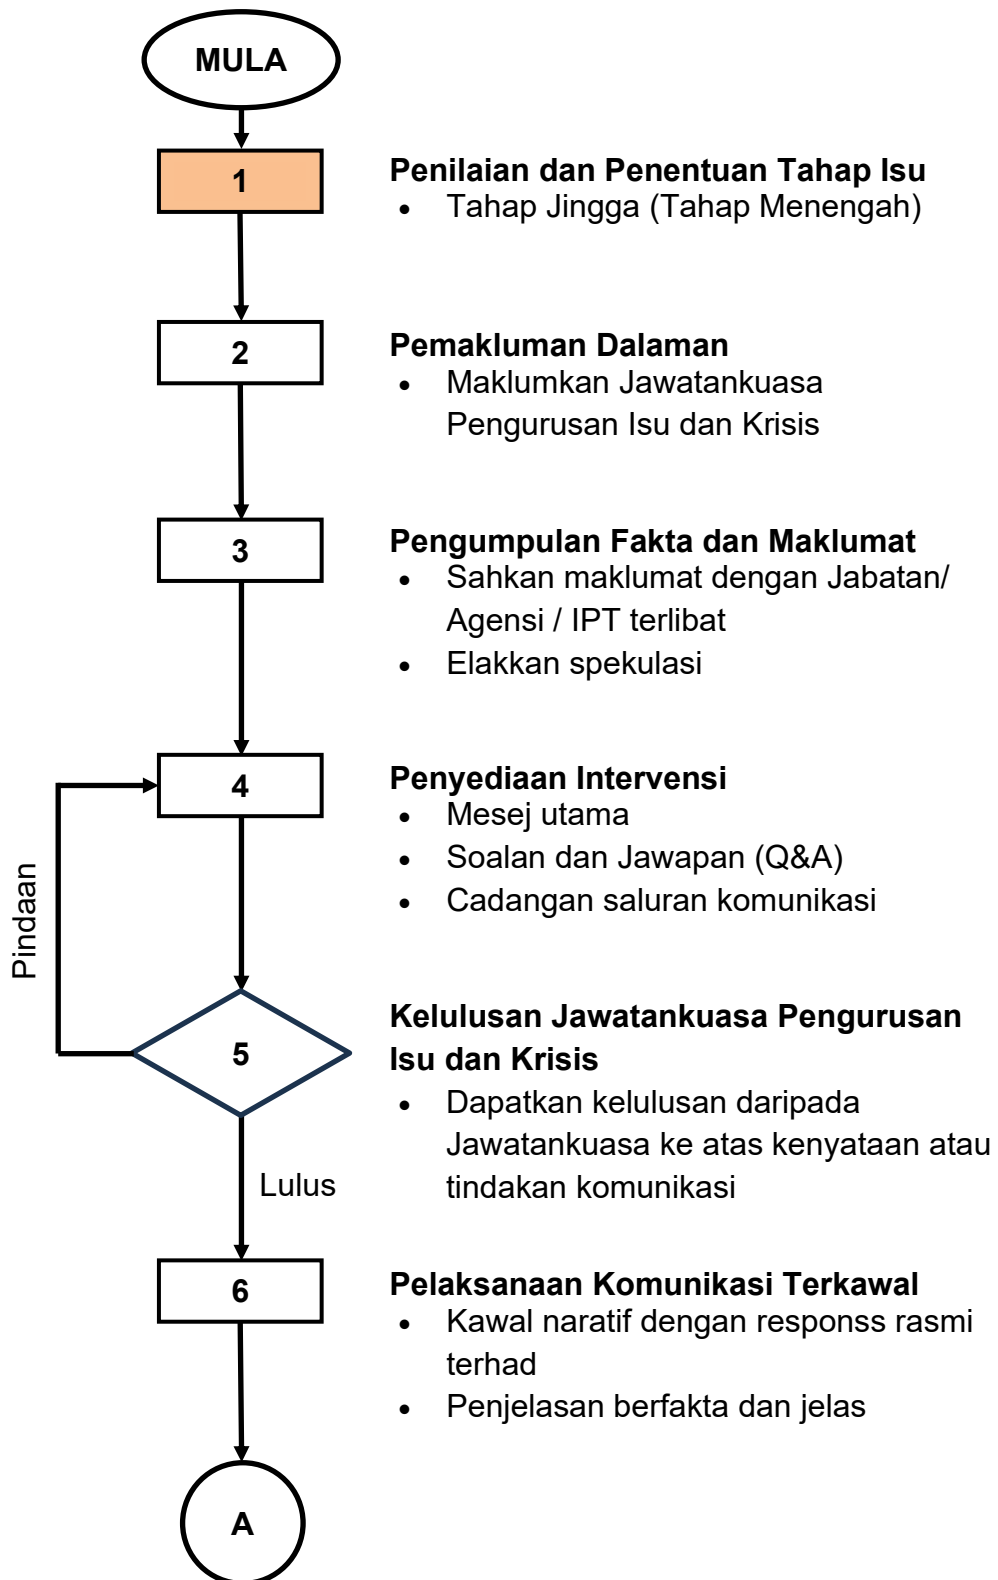 MULA
1
Penilaian dan Penentuan Tahap Isu
• Tahap Jingga (Tahap Menengah)
2
Pemakluman Dalaman
• Maklumkan Jawatankuasa
Pengurusan Isu dan Krisis
3
Pengumpulan Fakta dan Maklumat
• Sahkan maklumat dengan Jabatan/
Agensi / IPT terlibat
• Elakkan spekulasi
4
Penyediaan Intervensi
• Mesej utama
• Soalan dan Jawapan (Q&A)
• Cadangan saluran komunikasi
Pindaan
5
Kelulusan Jawatankuasa Pengurusan
Isu dan Krisis
• Dapatkan kelulusan daripada
Jawatankuasa ke atas kenyataan atau
tindakan komunikasi
Lulus
6
Pelaksanaan Komunikasi Terkawal
• Kawal naratif dengan responss rasmi
terhad
• Penjelasan berfakta dan jelas
A